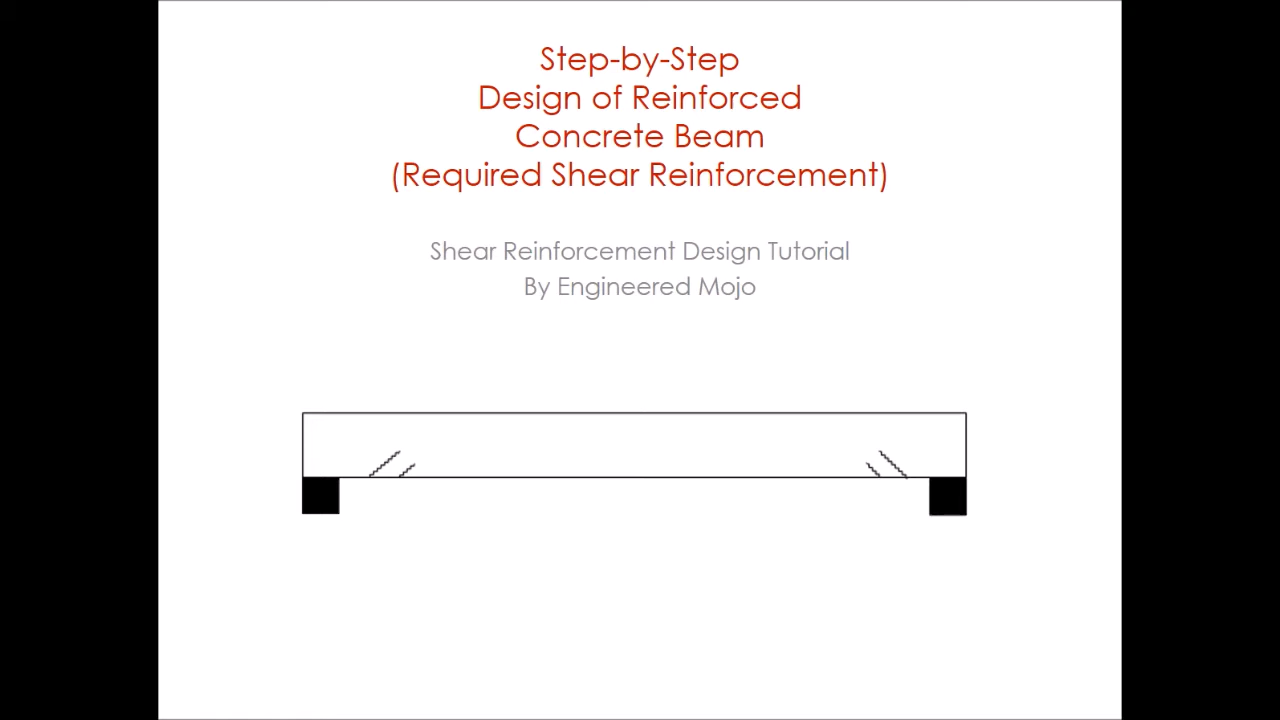 Step-by-Step
Design of Reinforced
Concrete Beam
(Required Shear Reinforcement)
Shear Reinforcement Design Tutorial
By Engineered Mojo